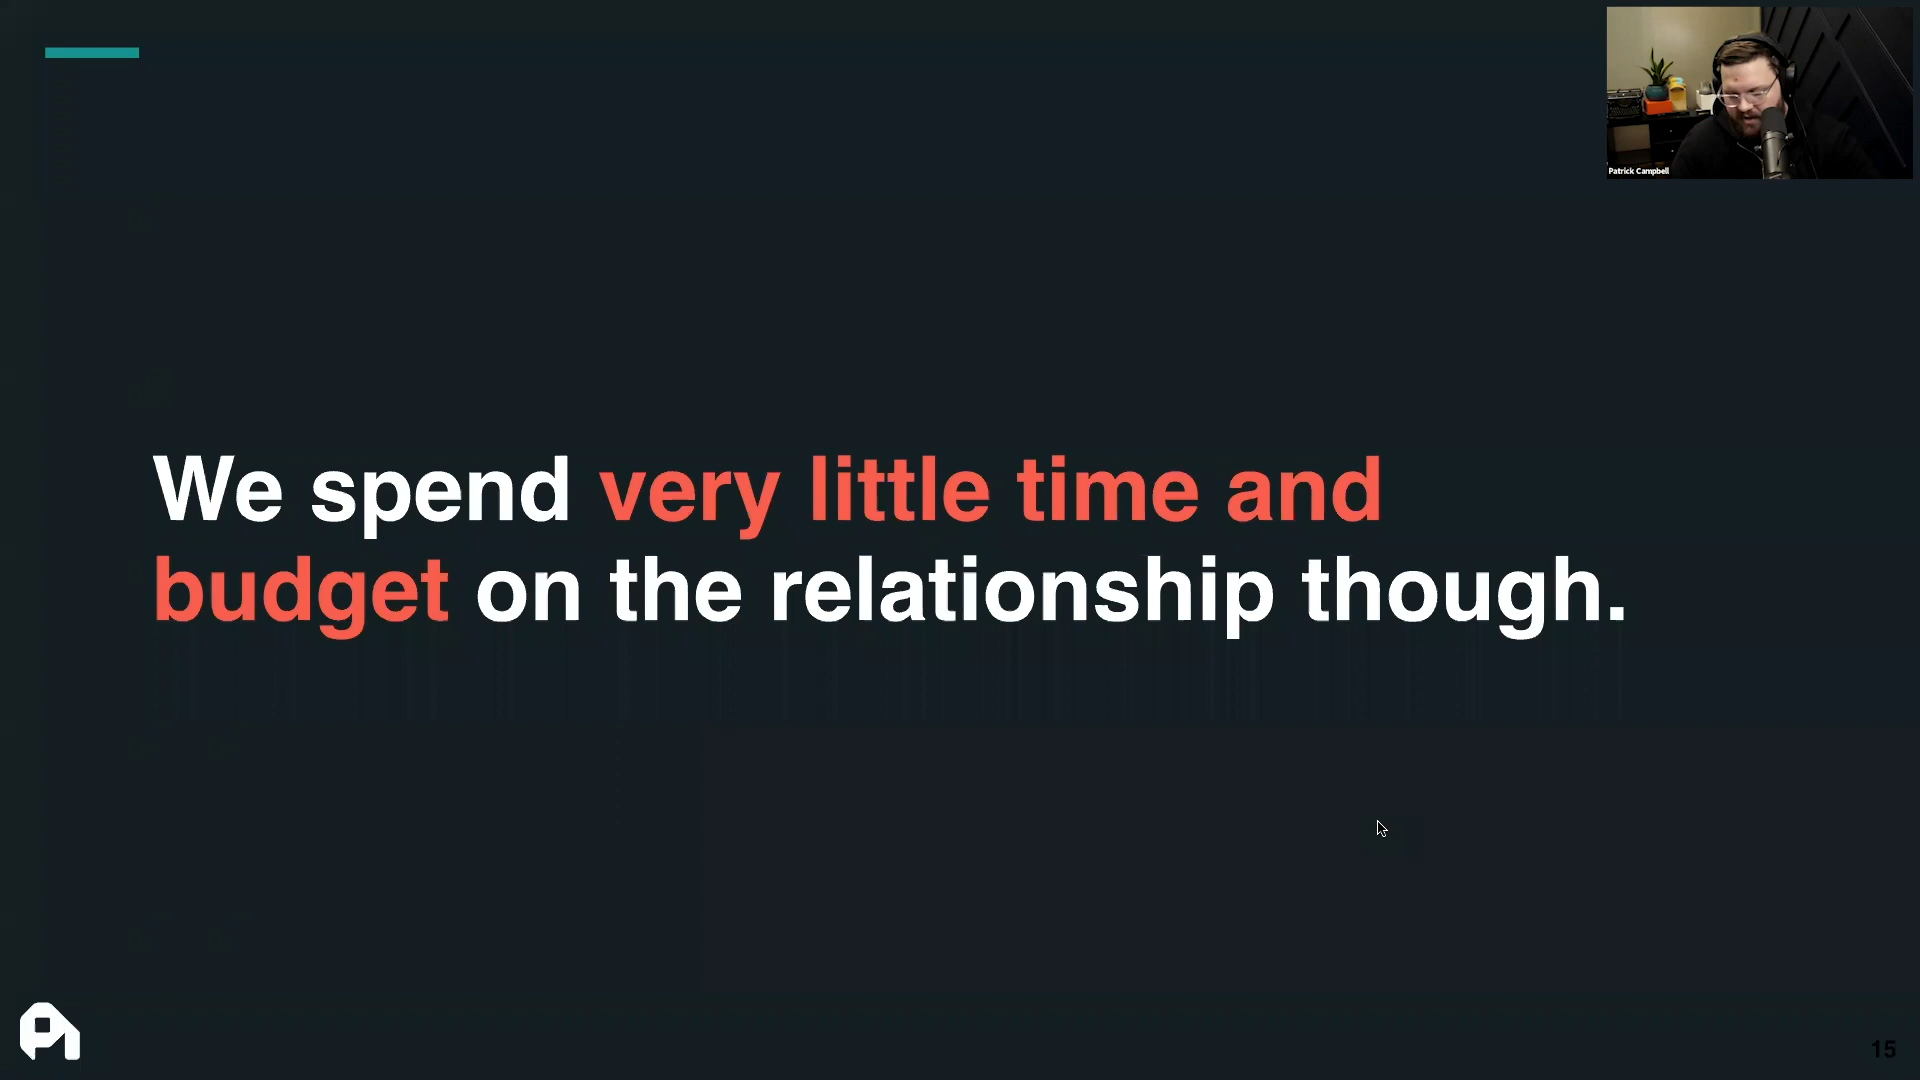 Patrick Campbell
We spend very little time and
budget on the relationship though.
15